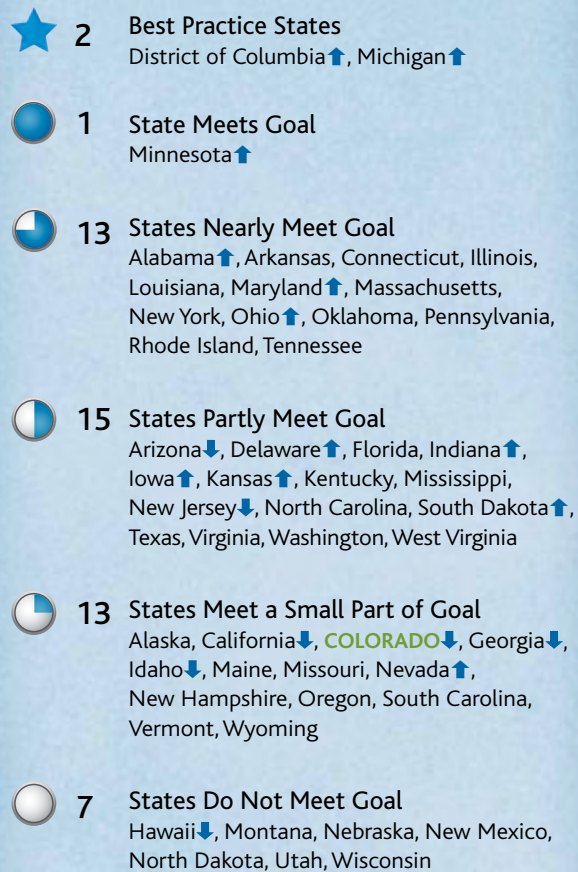 2 Best Practice States
District of Columbia⬆, Michigan⬆
1 State Meets Goal
Minnesota⬆
13 States Nearly Meet Goal
Alabama⬆, Arkansas, Connecticut, Illinois,
Louisiana, Maryland⬆, Massachusetts,
New York, Ohio⬆, Oklahoma, Pennsylvania,
Rhode Island, Tennessee
15 States Partly Meet Goal
Arizona⬇, Delaware⬆, Florida, Indiana⬆,
Iowa⬆, Kansas⬆, Kentucky, Mississippi,
New Jersey⬇, North Carolina, South Dakota⬆,
Texas, Virginia, Washington, West Virginia
13 States Meet a Small Part of Goal
Alaska, California⬇, COLORADO⬇, Georgia⬇,
Idaho⬇, Maine, Missouri, Nevada⬆,
New Hampshire, Oregon, South Carolina,
Vermont, Wyoming
7 States Do Not Meet Goal
Hawaii⬇, Montana, Nebraska, New Mexico,
North Dakota, Utah, Wisconsin